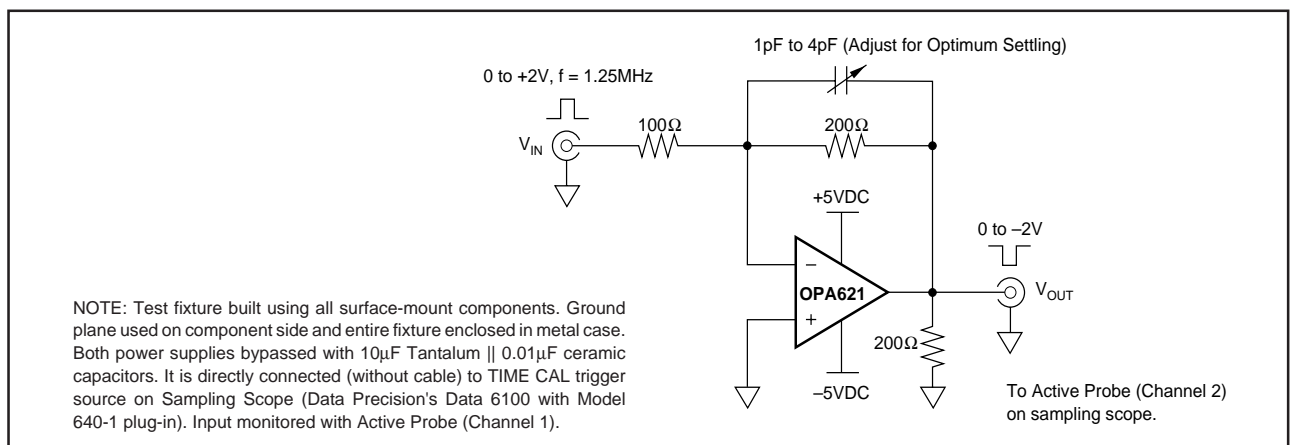 1pF to 4pF (Adjust for Optimum Settling)
0 to +2V, f = 1.25MHz
100Ω
200Ω
V_IN
+5VDC
0 to –2V
–
OPA621
+
V_OUT
200Ω
–5VDC
To Active Probe (Channel 2)
on sampling scope.
NOTE: Test fixture built using all surface-mount components. Ground
plane used on component side and entire fixture enclosed in metal case.
Both power supplies bypassed with 10µF Tantalum || 0.01µF ceramic
capacitors. It is directly connected (without cable) to TIME CAL trigger
source on Sampling Scope (Data Precision's Data 6100 with Model
640-1 plug-in). Input monitored with Active Probe (Channel 1).